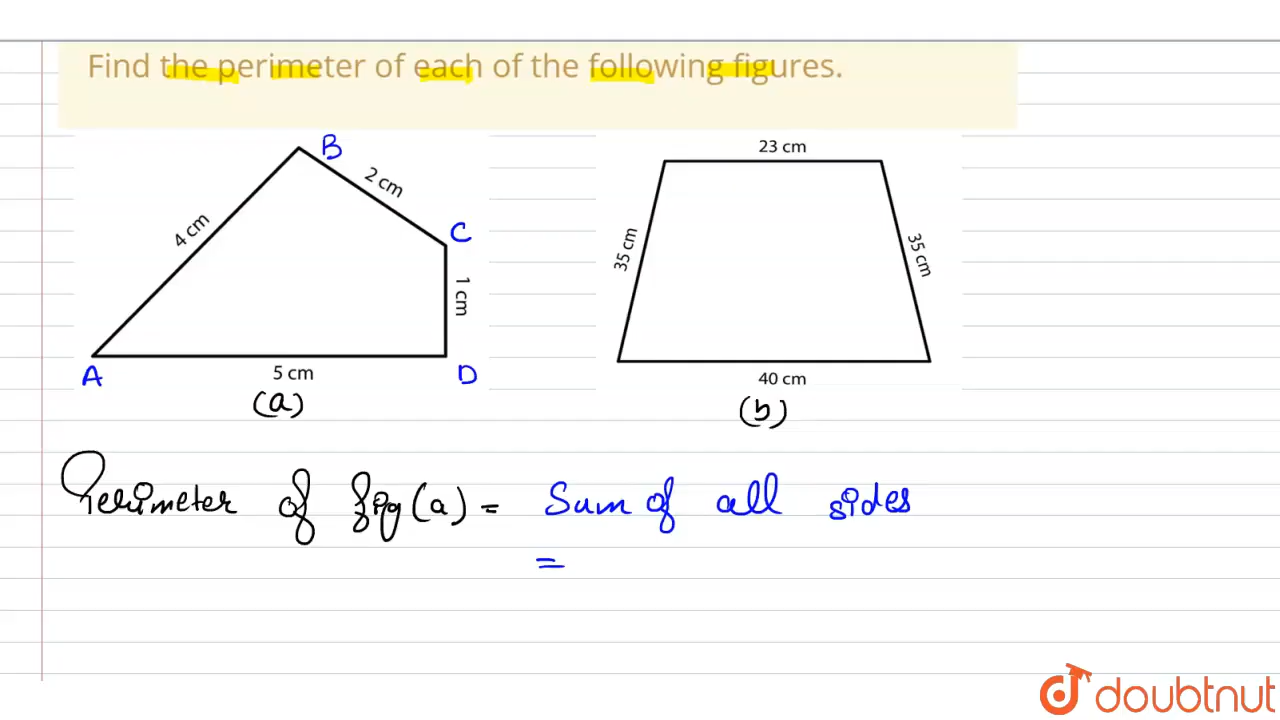 Find the perimeter of each of the following figures.
B
2 cm
4 cm
C
1 cm
A
5 cm
D
(a)
23 cm
35 cm
35 cm
40 cm
(b)
Perimeter of fig (a) = Sum of all sides
=
doubtnut